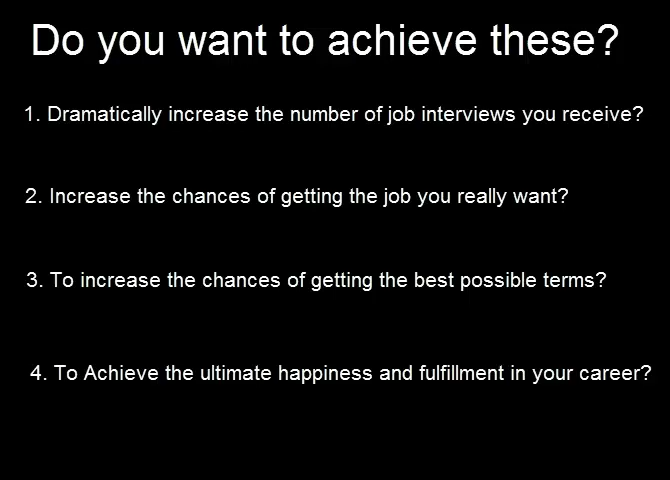 Do you want to achieve these?
1. Dramatically increase the number of job interviews you receive?
2. Increase the chances of getting the job you really want?
3. To increase the chances of getting the best possible terms?
4. To Achieve the ultimate happiness and fulfillment in your career?